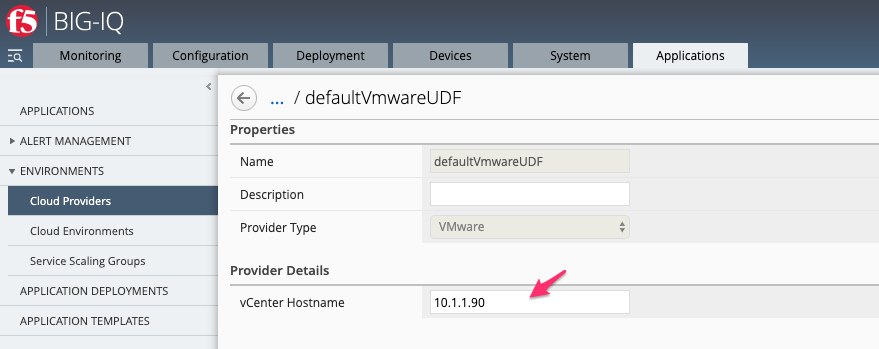 f5 BIG-IQ
Monitoring Configuration Deployment Devices System Applications
APPLICATIONS
ALERT MANAGEMENT
ENVIRONMENTS
Cloud Providers
Cloud Environments
Service Scaling Groups
APPLICATION DEPLOYMENTS
APPLICATION TEMPLATES
... / defaultVmwareUDF
Properties
Name defaultVmwareUDF
Description
Provider Type VMware
Provider Details
vCenter Hostname 10.1.1.90